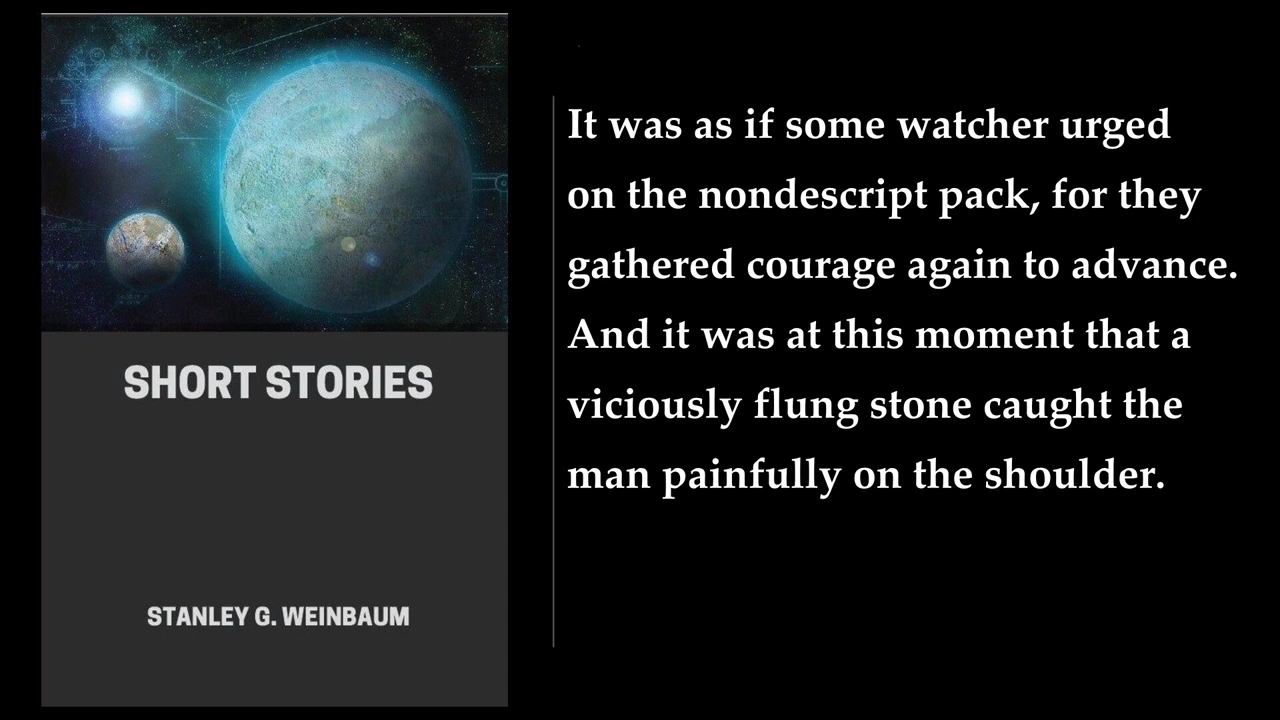 SHORT STORIES
STANLEY G. WEINBAUM
It was as if some watcher urged
on the nondescript pack, for they
gathered courage again to advance.
And it was at this moment that a
viciously flung stone caught the
man painfully on the shoulder.